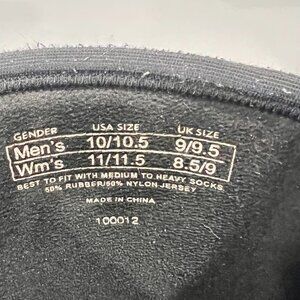 GENDER USA SIZE UK SIZE
Men's 10/10.5 9/9.5
Wm's 11/11.5 8.5/9
BEST TO FIT WITH MEDIUM TO HEAVY SOCKS
50% RUBBER/50% NYLON JERSEY
MADE IN CHINA
100012